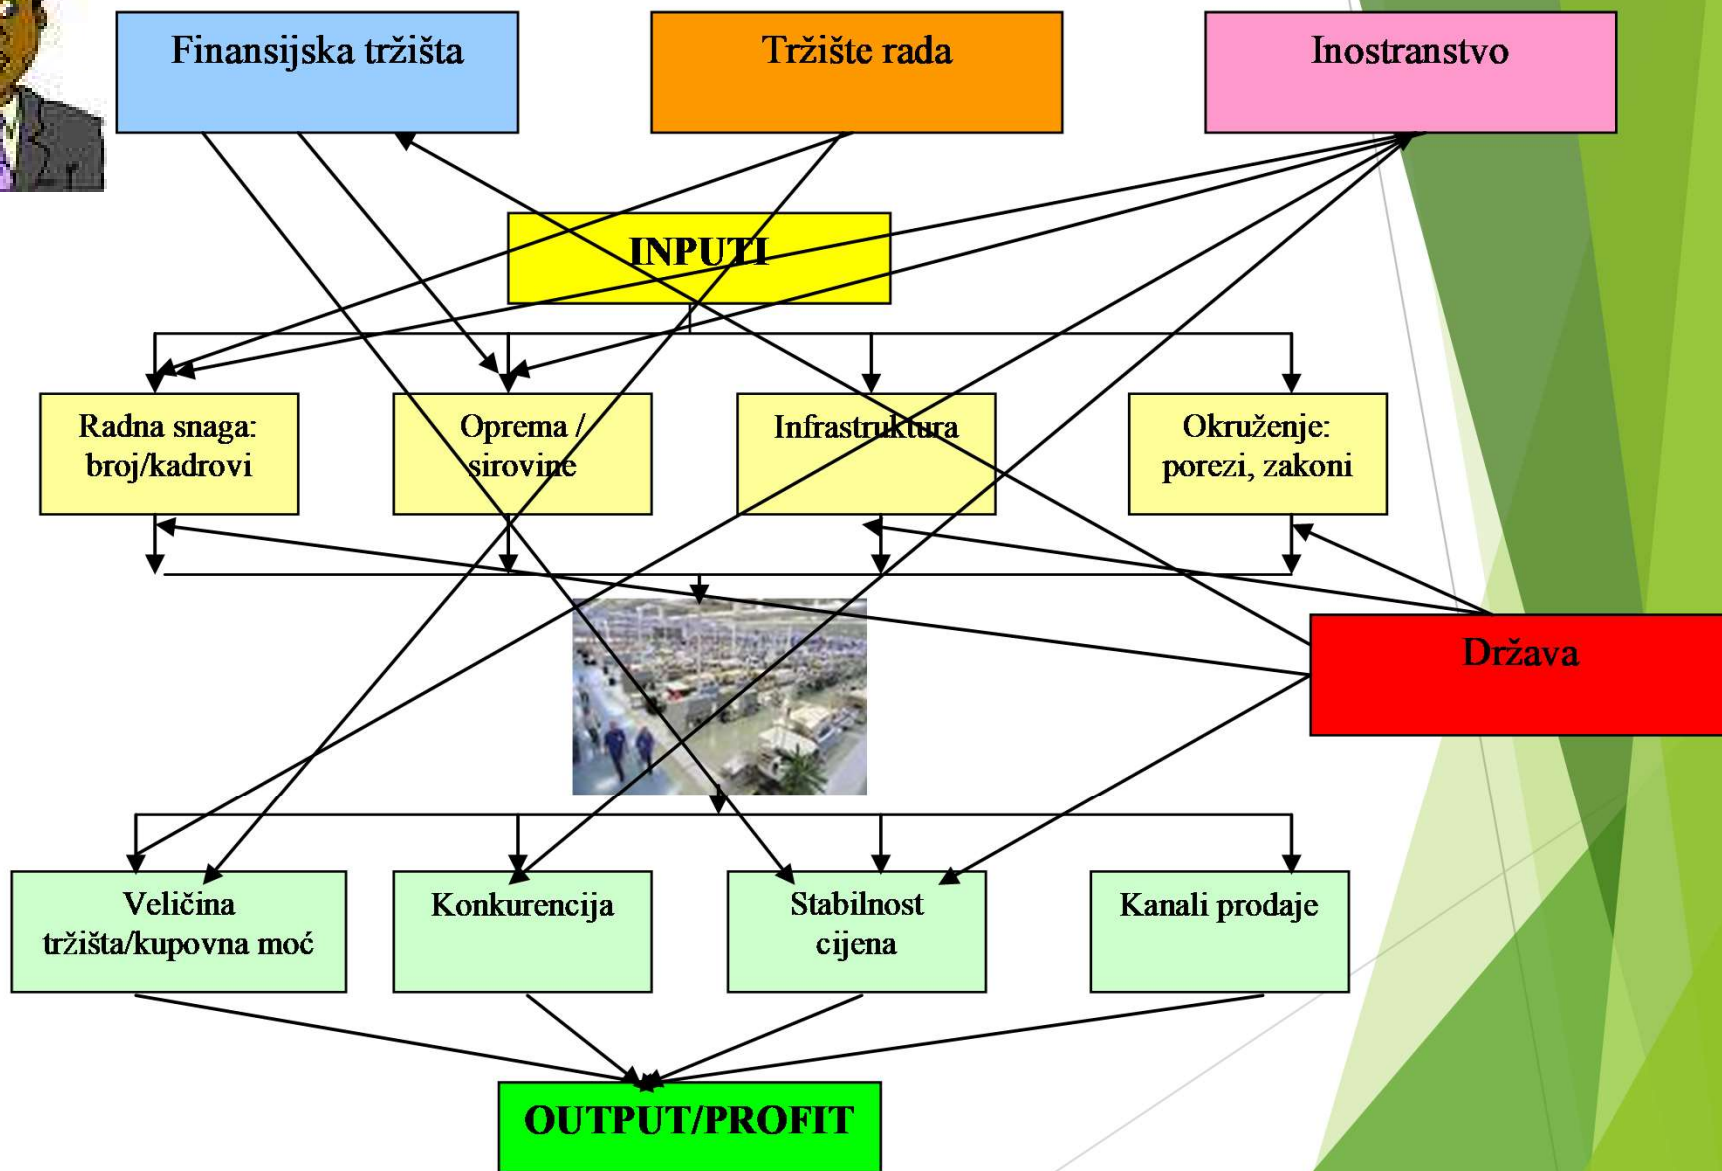 Finansijska tržišta
Tržište rada
Inostranstvo
INPUTI
Radna snaga:
broj/kadrovi
Oprema /
sirovine
Infrastruktura
Okruženje:
porezi, zakoni
Država
Veličina
tržišta/kupovna moć
Konkurencija
Stabilnost
cijena
Kanali prodaje
OUTPUT/PROFIT